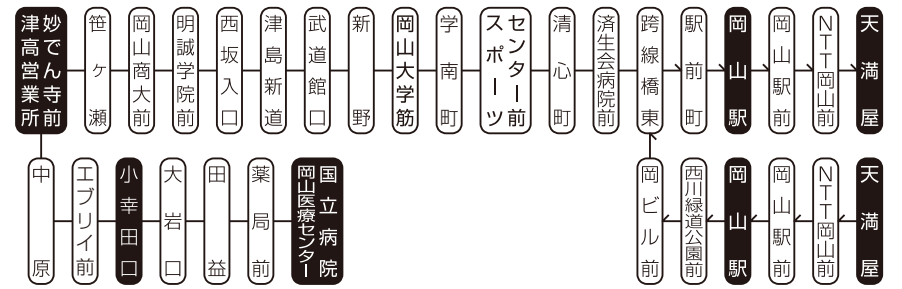 妙でん寺前
津高営業所
笹ヶ瀬
岡山商大前
明誠学院前
西坂入口
津島新道
武道館口
新野
岡山大学筋
学南町
センター前
スポーツ
清心町
済生会病院前
跨線橋東
駅前町
岡山駅
岡山駅前
NTT岡山前
天満屋
中原
エブリイ前
小幸田口
大岩口
田益
薬局前
国立病院
岡山医療センター
岡ビル前
西川緑道公園前
岡山駅
岡山駅前
NTT岡山前
天満屋